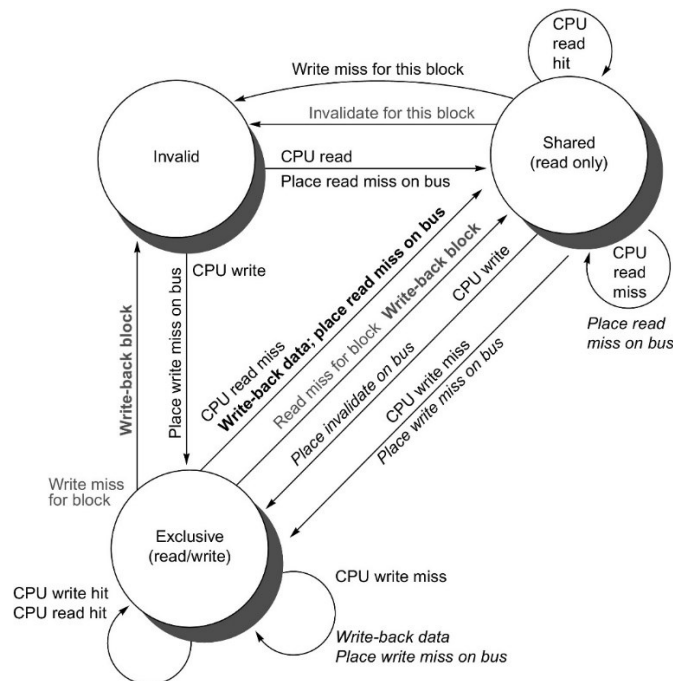 CPU
read
hit
Write miss for this block
Invalidate for this block
Invalid
Shared
(read only)
CPU read
Place read miss on bus
CPU write
Place write miss on bus
Write-back block
Write miss
for block
CPU read miss
Write-back data; place read miss on bus
Read miss for block Write-back block
CPU write
Place invalidate on bus
CPU write miss
Place write miss on bus
CPU
read
miss
Place read
miss on bus
Exclusive
(read/write)
CPU write hit
CPU read hit
CPU write miss
Write-back data
Place write miss on bus